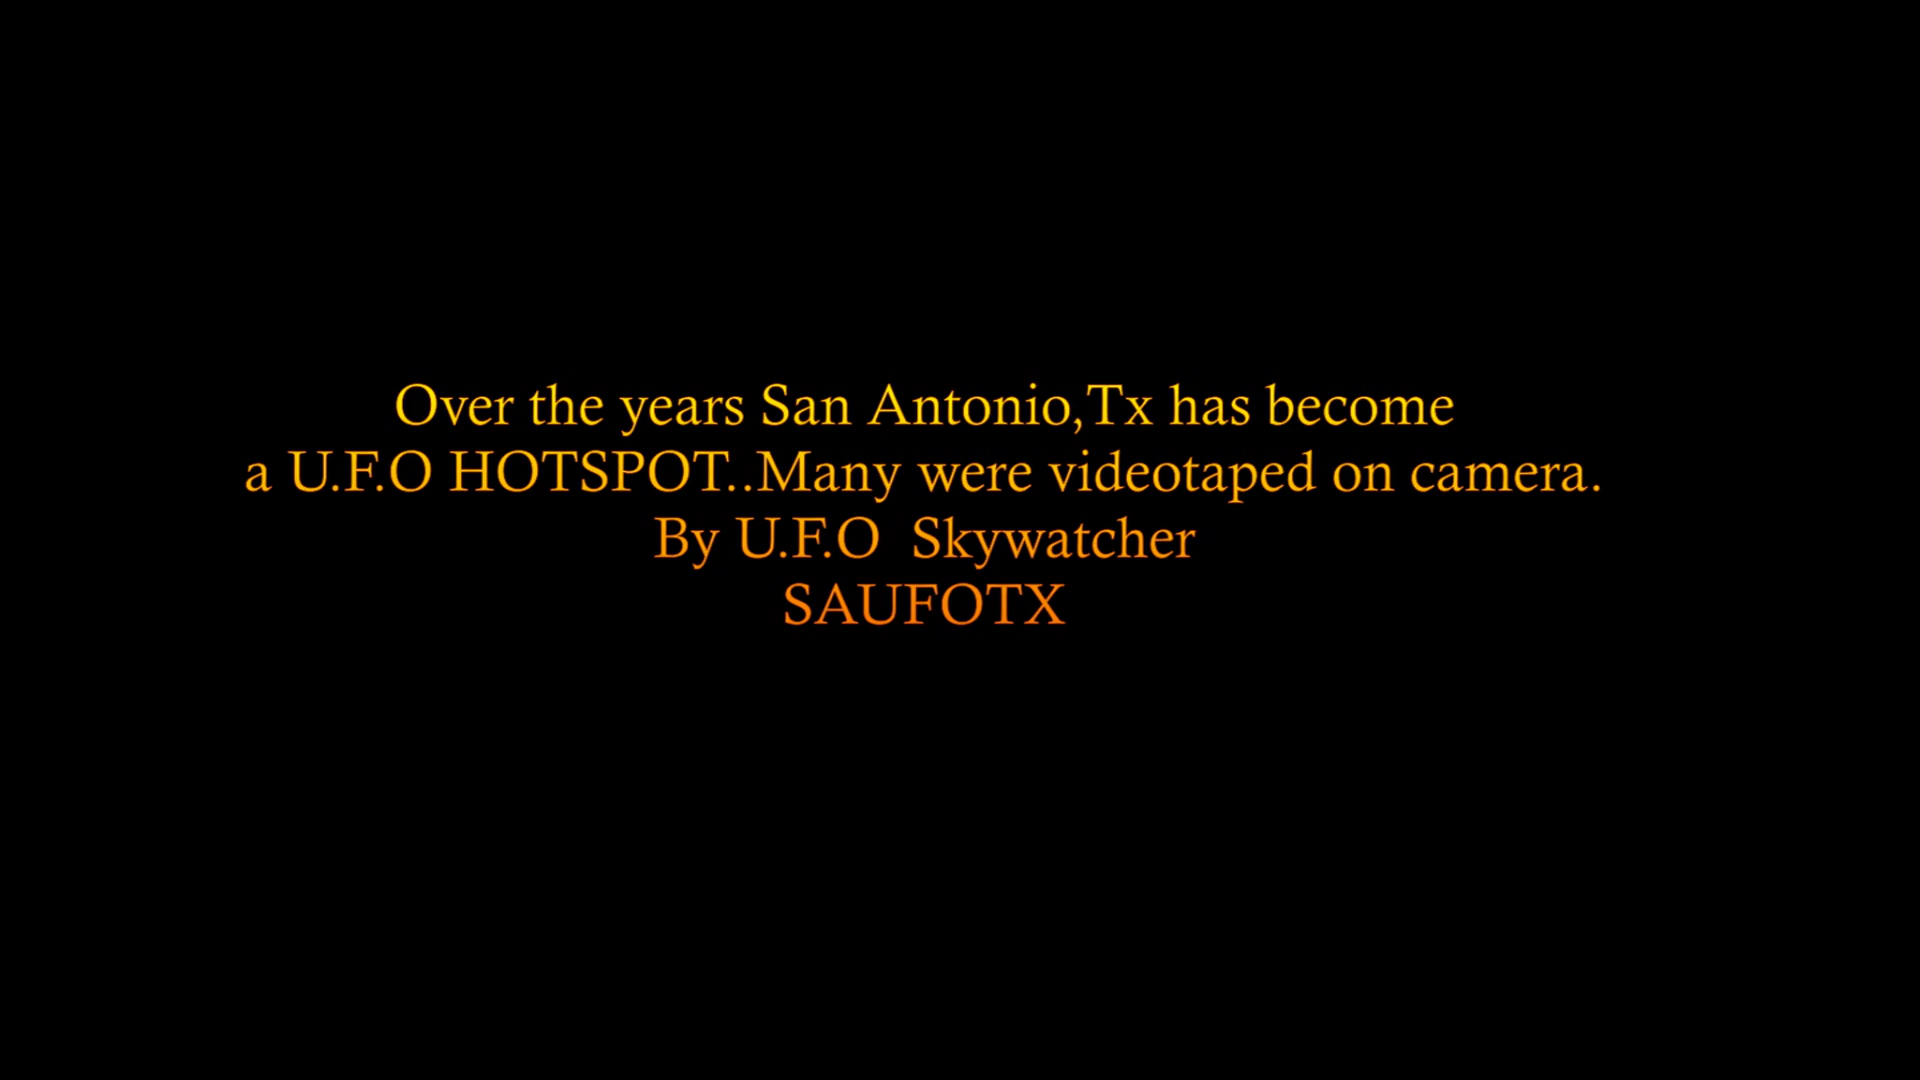 Over the years San Antonio,Tx has become
a U.F.O HOTSPOT..Many were videotaped on camera.
By U.F.O  Skywatcher
SAUFOTX